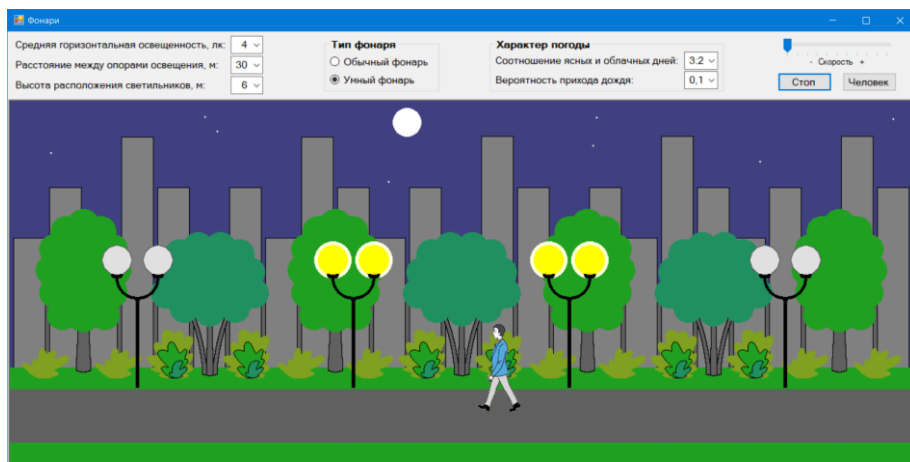 Фонари
Средняя горизонтальная освещенность, лк: 4
Расстояние между опорами освещения, м: 30
Высота расположения светильников, м: 6
Тип фонаря
Обычный фонарь
Умный фонарь
Характер погоды
Соотношение ясных и облачных дней: 3:2
Вероятность прихода дождя: 0,1
- Скорость +
Стоп Человек